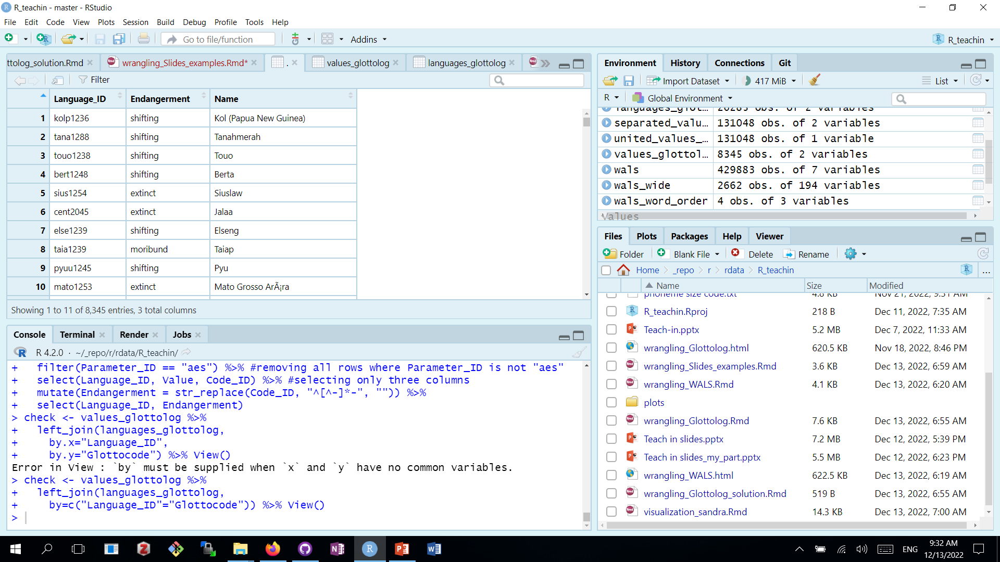 R_teachin - master - RStudio
File Edit Code View Plots Session Build Debug Profile Tools Help
Go to file/function Addins R_teachin
ttolog_solution.Rmd wrangling_Slides_examples.Rmd* . values_glottolog languages_glottolog
Filter
Language_ID Endangerment Name
1 kolp1236 shifting Kol (Papua New Guinea)
2 tana1288 shifting Tanahmerah
3 touo1238 shifting Touo
4 bert1248 shifting Berta
5 sius1254 extinct Siuslaw
6 cent2045 extinct Jalaa
7 else1239 shifting Elseng
8 taia1239 moribund Taiap
9 pyuu1245 shifting Pyu
10 mato1253 extinct Mato Grosso ArÃ¡ra
Showing 1 to 11 of 8,345 entries, 3 total columns
Console Terminal Render Jobs
R 4.2.0 · ~/_repo/r/rdata/R_teachin/
+   filter(Parameter_ID == "aes") %>% #removing all rows where Parameter_ID is not "aes"
+   select(Language_ID, Value, Code_ID) %>% #selecting only three columns
+   mutate(Endangerment = str_replace(Code_ID, "^[^-]*-", "")) %>%
+   select(Language_ID, Endangerment)
> check <- values_glottolog %>%
+   left_join(languages_glottolog,
+     by.x="Language_ID",
+     by.y="Glottocode") %>% View()
Error in View : `by` must be supplied when `x` and `y` have no common variables.
> check <- values_glottolog %>%
+   left_join(languages_glottolog,
+     by=c("Language_ID"="Glottocode")) %>% View()
>
Environment History Connections Git
Import Dataset 417 MiB List
R Global Environment
languages_glot… 26283 obs. of 2 variables
separated_valu… 131048 obs. of 2 variables
united_values_… 131048 obs. of 1 variable
values_glottol… 8345 obs. of 2 variables
wals 429883 obs. of 7 variables
wals_wide 2662 obs. of 194 variables
wals_word_order 4 obs. of 3 variables
Values
Files Plots Packages Help Viewer
Folder Blank File Delete Rename
Home _repo r rdata R_teachin ...
Name Size Modified
phoneme size code.txt 4.8 KB Nov 21, 2022, 9:51 AM
R_teachin.Rproj 218 B Dec 11, 2022, 7:35 AM
Teach-in.pptx 5.2 MB Dec 7, 2022, 11:33 AM
wrangling_Glottolog.html 620.5 KB Nov 18, 2022, 8:46 PM
wrangling_Slides_examples.Rmd 3.6 KB Dec 13, 2022, 6:59 AM
wrangling_WALS.Rmd 4.1 KB Dec 13, 2022, 6:20 AM
plots
wrangling_Glottolog.Rmd 7.6 KB Dec 13, 2022, 6:55 AM
Teach in slides.pptx 7.2 MB Dec 12, 2022, 5:39 PM
Teach in slides_my_part.pptx 5.5 MB Dec 12, 2022, 6:23 PM
wrangling_WALS.html 622.5 KB Dec 13, 2022, 6:19 AM
wrangling_Glottolog_solution.Rmd 519 B Dec 13, 2022, 6:55 AM
visualization_sandra.Rmd 14.3 KB Dec 13, 2022, 7:00 AM
ENG 9:32 AM
12/13/2022